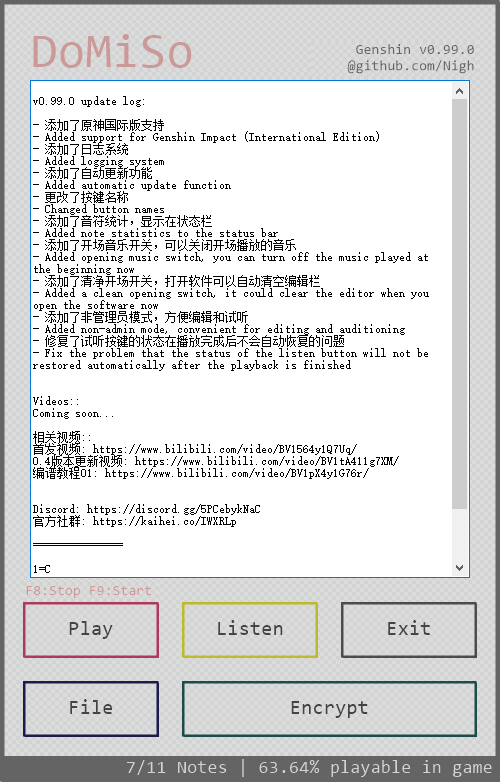 DoMiSo
Genshin v0.99.0
@github.com/Nigh
v0.99.0 update log:
- 添加了原神国际版支持
- Added support for Genshin Impact (International Edition)
- 添加了日志系统
- Added logging system
- 添加了自动更新功能
- Added automatic update function
- 更改了按键名称
- Changed button names
- 添加了音符统计，显示在状态栏
- Added note statistics to the status bar
- 添加了开场音乐开关，可以关闭开场播放的音乐
- Added opening music switch, you can turn off the music played at
the beginning now
- 添加了清净开场开关，打开软件可以自动清空编辑栏
- Added a clean opening switch, it could clear the editor when you
open the software now
- 添加了非管理员模式，方便编辑和试听
- Added non-admin mode, convenient for editing and auditioning
- 修复了试听按键的状态在播放完成后不会自动恢复的问题
- Fix the problem that the status of the listen button will not be
restored automatically after the playback is finished
Videos::
Coming soon...
相关视频::
首发视频: https://www.bilibili.com/video/BV1564y1Q7Uq/
0.4版本更新视频: https://www.bilibili.com/video/BV1tA411g7XM/
编谱教程01: https://www.bilibili.com/video/BV1pX4y1G76r/
Discord: https://discord.gg/5PCebykNaC
官方社群: https://kaihei.co/IWXRLp
===============
1=C
F8:Stop F9:Start
Play
Listen
Exit
File
Encrypt
7/11 Notes | 63.64% playable in game